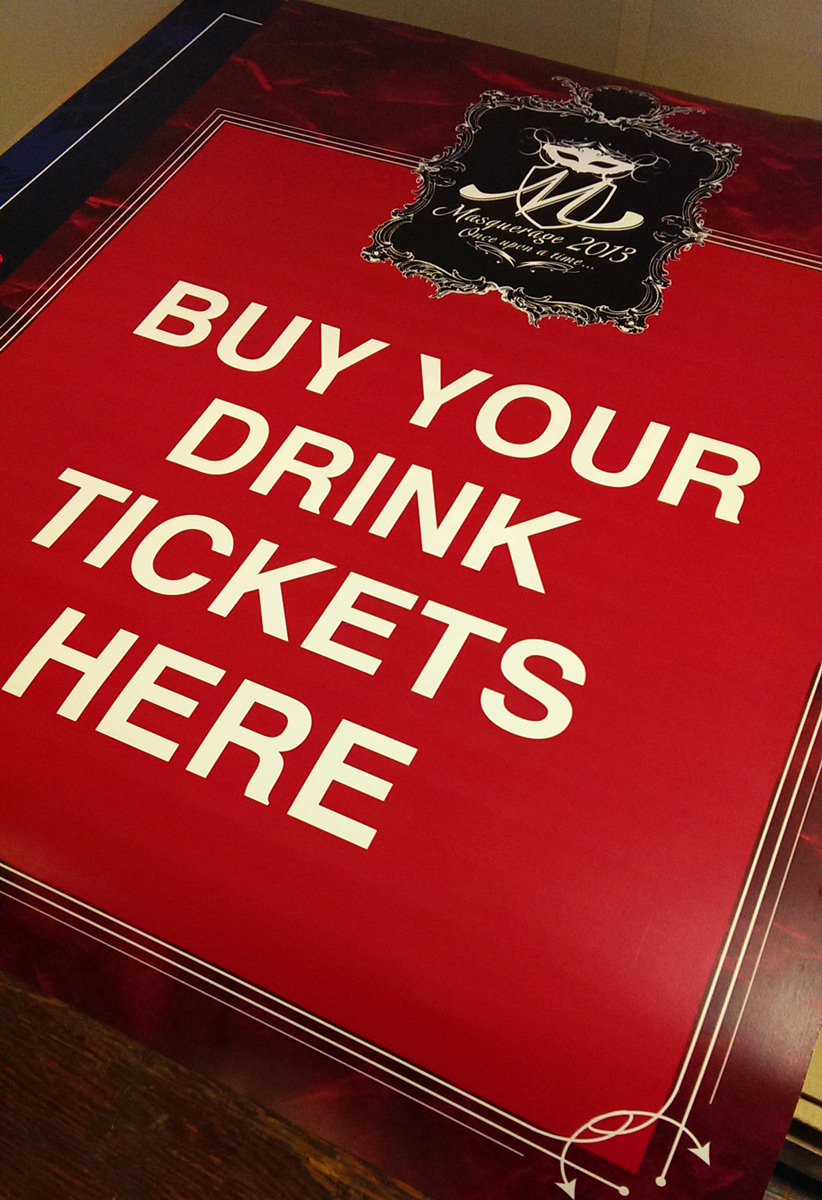 M
Masquerage 2013
Once upon a time...
BUY YOUR
DRINK
TICKETS
HERE